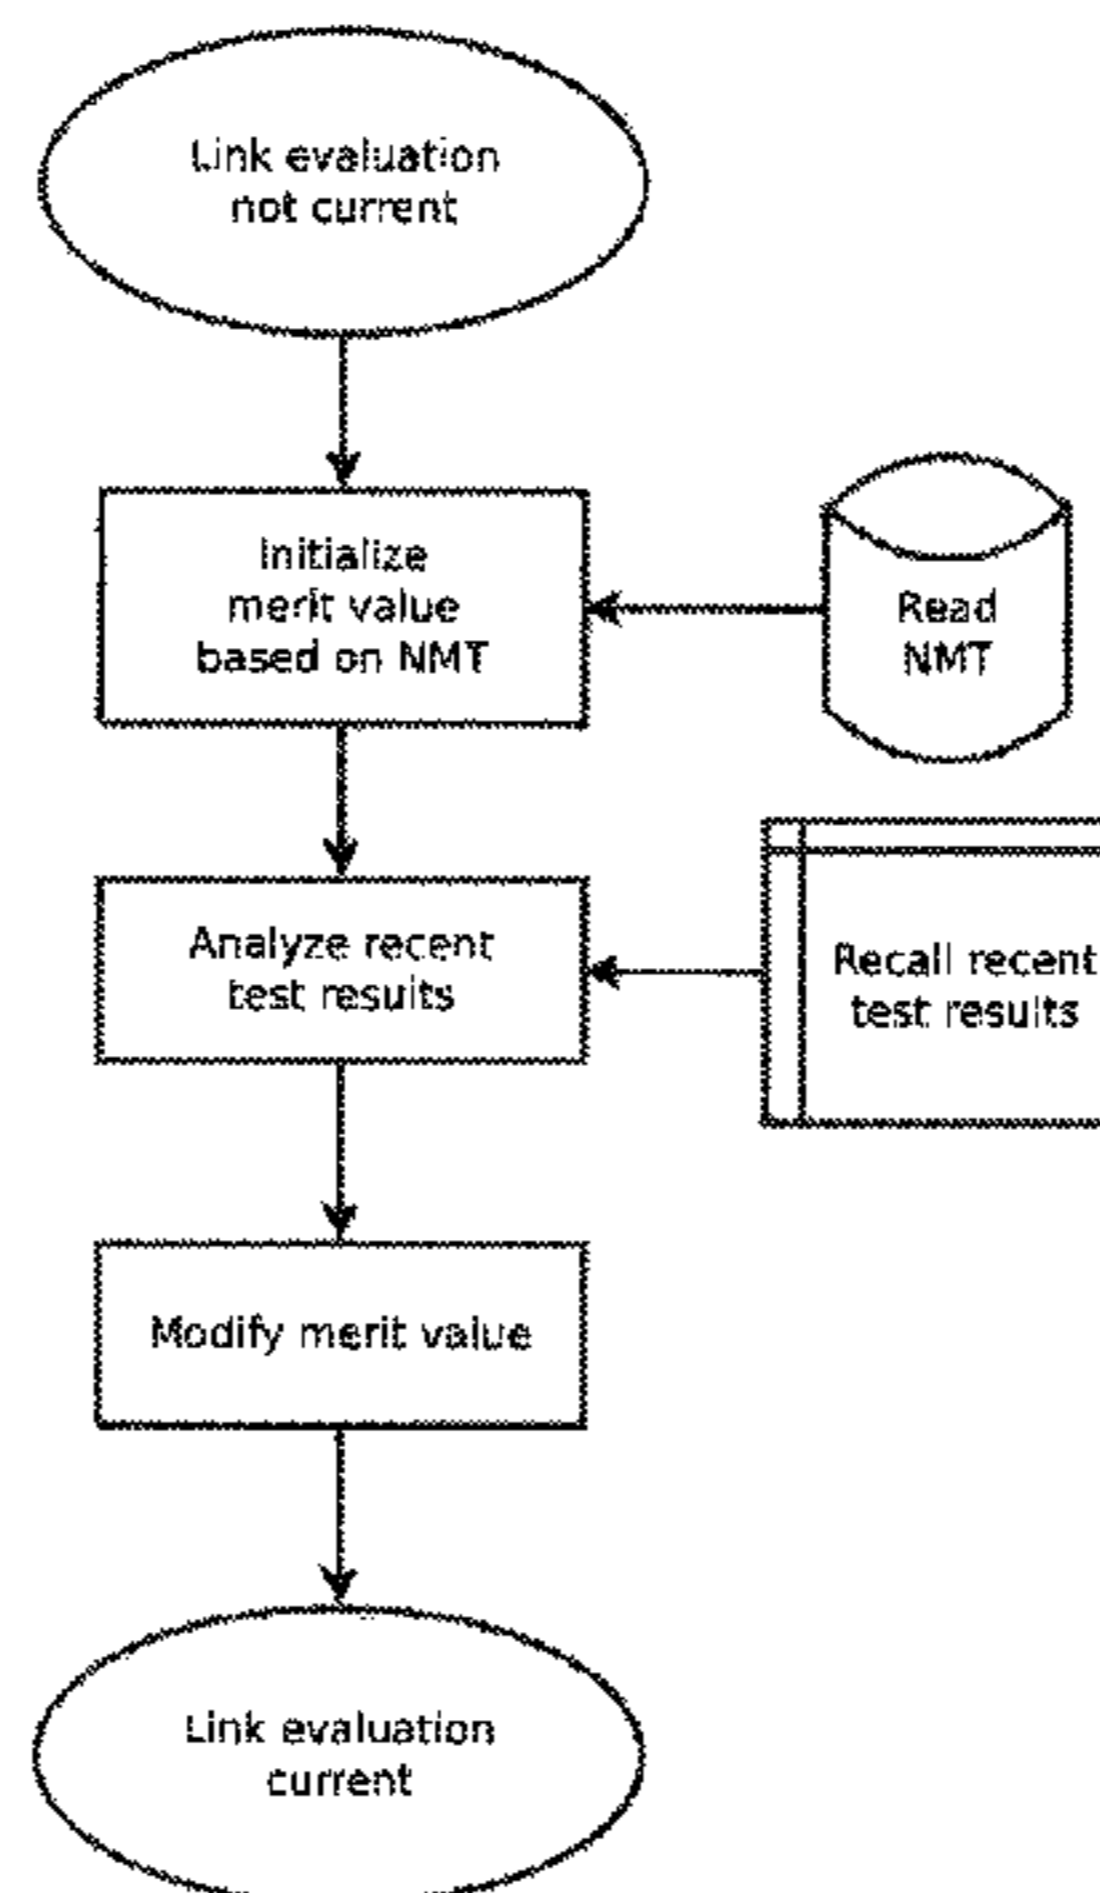 Link evaluation
not current
Initialize
merit value
based on NMT
Read
NMT
Analyze recent
test results
Recall recent
test results
Modify merit value
Link evaluation
current